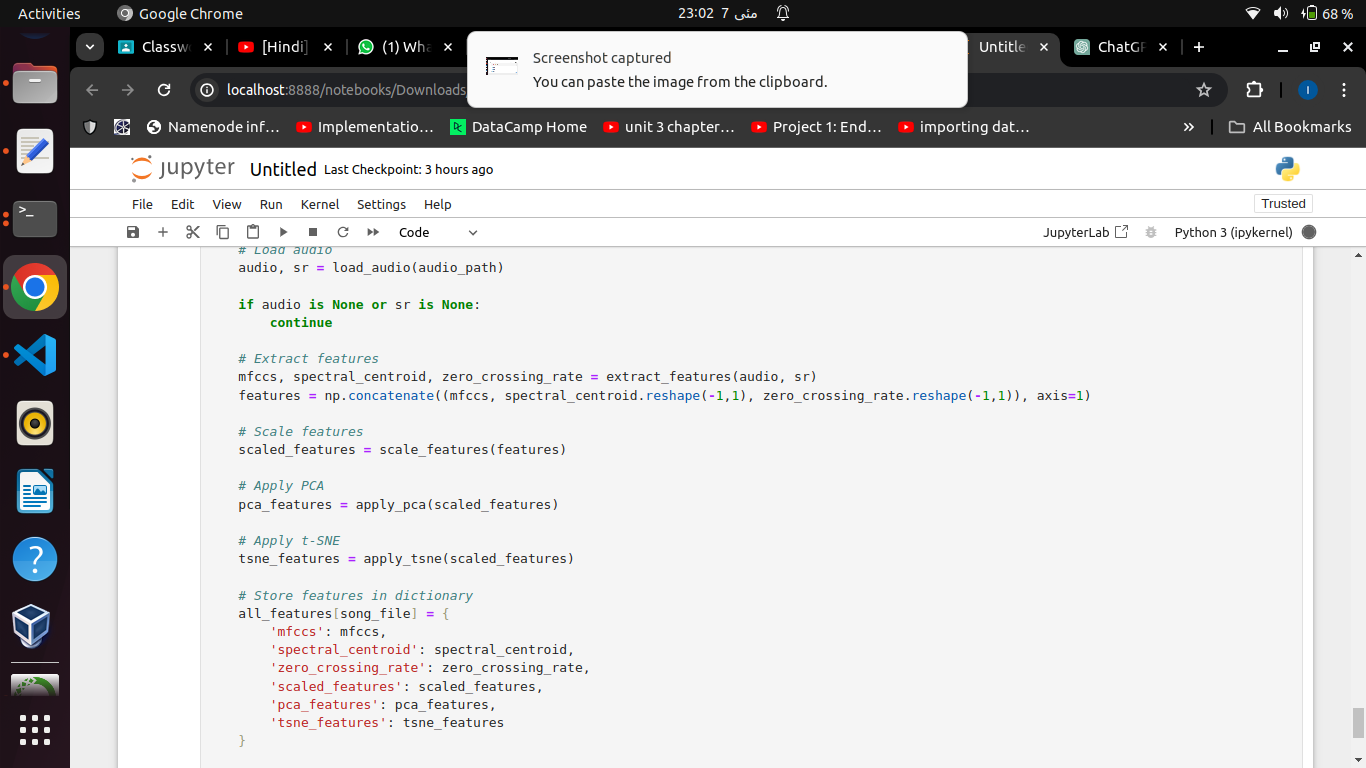 Activities
Google Chrome
23:02 7 مئی
68 %
Classw
[Hindi]
(1) Wha
Untitle
ChatGP
Screenshot captured
You can paste the image from the clipboard.
localhost:8888/notebooks/Downloads
I
Namenode inf...
Implementatio...
DataCamp Home
unit 3 chapter...
Project 1: End...
importing dat...
All Bookmarks
jupyter Untitled Last Checkpoint: 3 hours ago
File Edit View Run Kernel Settings Help
Trusted
Code
JupyterLab
Python 3 (ipykernel)
# Load audio
audio, sr = load_audio(audio_path)
if audio is None or sr is None:
continue
# Extract features
mfccs, spectral_centroid, zero_crossing_rate = extract_features(audio, sr)
features = np.concatenate((mfccs, spectral_centroid.reshape(-1,1), zero_crossing_rate.reshape(-1,1)), axis=1)
# Scale features
scaled_features = scale_features(features)
# Apply PCA
pca_features = apply_pca(scaled_features)
# Apply t-SNE
tsne_features = apply_tsne(scaled_features)
# Store features in dictionary
all_features[song_file] = {
'mfccs': mfccs,
'spectral_centroid': spectral_centroid,
'zero_crossing_rate': zero_crossing_rate,
'scaled_features': scaled_features,
'pca_features': pca_features,
'tsne_features': tsne_features
}